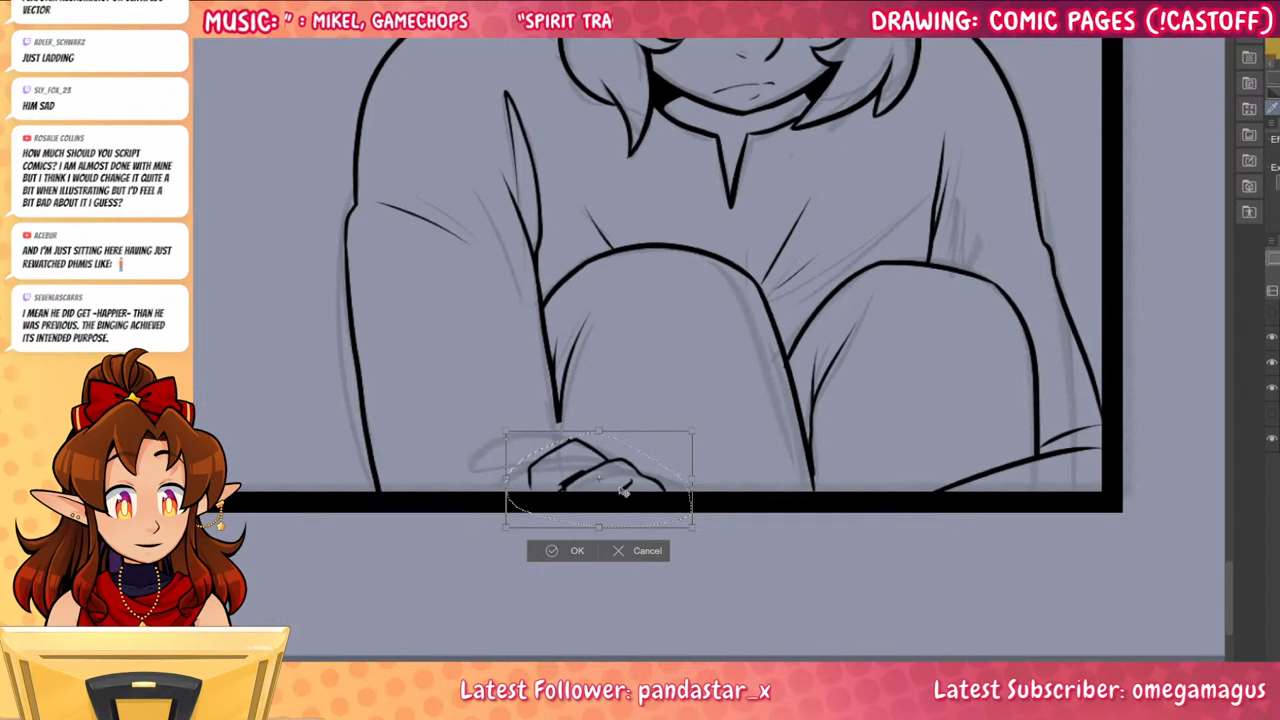 MUSIC: " : MIKEL, GAMECHOPS "SPIRIT TRA
DRAWING: COMIC PAGES (!CASTOFF)
VECTOR
ADLER_SCHWARZ
JUST LADDING
SLY_FOX_23
HIM SAD
ROSALIE COLLINS
HOW MUCH SHOULD YOU SCRIPT
COMICS? I AM ALMOST DONE WITH MINE
BUT I THINK I WOULD CHANGE IT QUITE A
BIT WHEN ILLUSTRATING BUT I'D FEEL A
BIT BAD ABOUT IT I GUESS?
ACEBUR
AND I'M JUST SITTING HERE HAVING JUST
REWATCHED DHMIS LIKE:
SEVENLASCARAS
I MEAN HE DID GET -HAPPIER- THAN HE
WAS PREVIOUS. THE BINGING ACHIEVED
ITS INTENDED PURPOSE.
OK
Cancel
Latest Follower: pandastar_x
Latest Subscriber: omegamagus